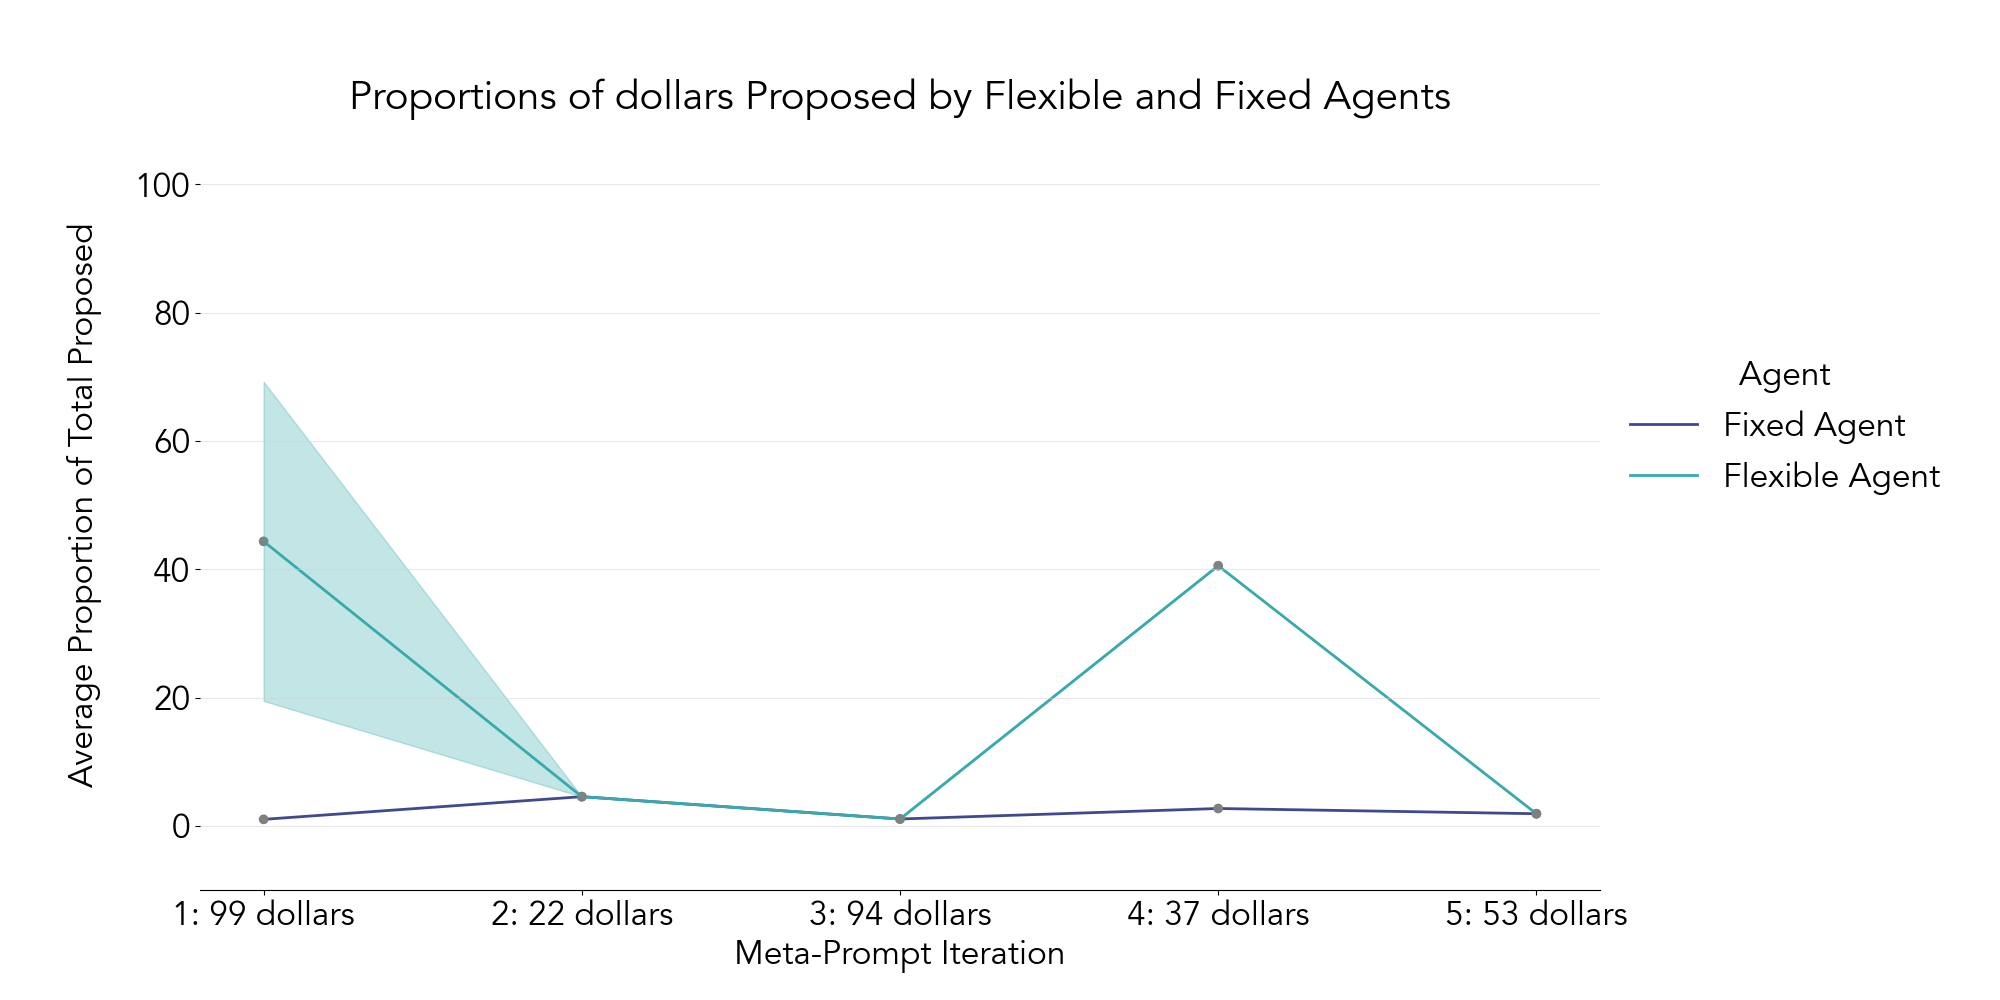 Proportions of dollars Proposed by Flexible and Fixed Agents
Average Proportion of Total Proposed
100
80
60
40
20
0
1: 99 dollars
2: 22 dollars
3: 94 dollars
4: 37 dollars
5: 53 dollars
Meta-Prompt Iteration
Agent
Fixed Agent
Flexible Agent